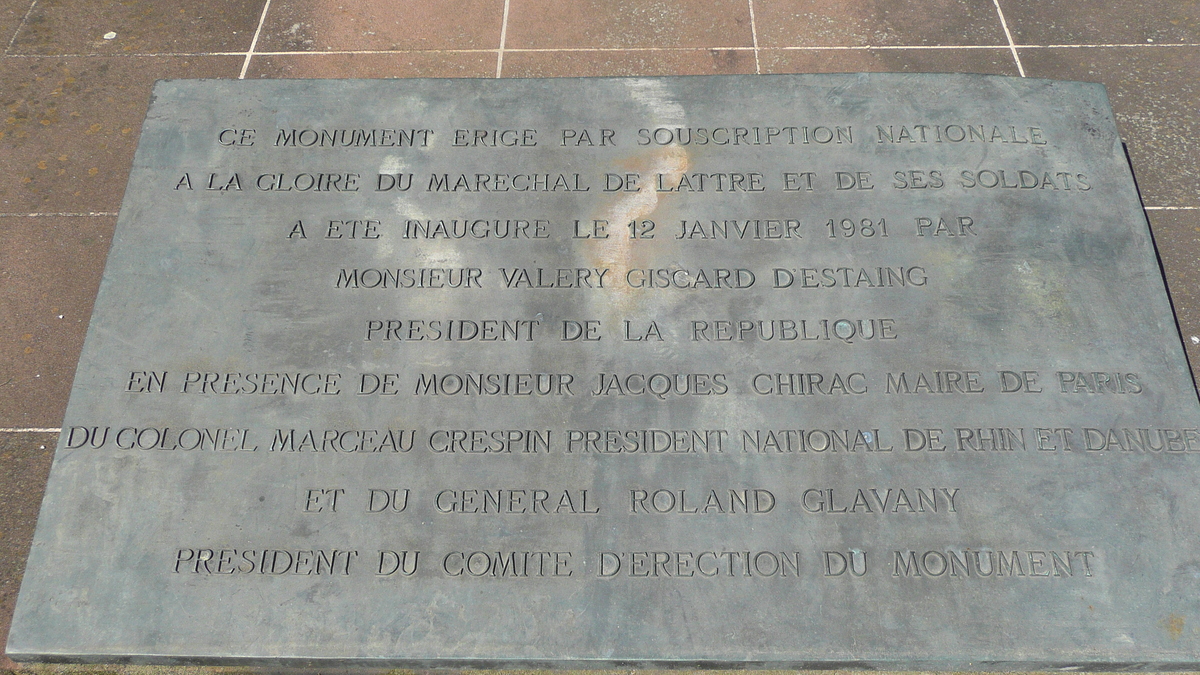 CE MONUMENT ERIGE PAR SOUSCRIPTION NATIONALE
A LA GLOIRE DU MARECHAL DE LATTRE ET DE SES SOLDATS
A ETE INAUGURE LE 12 JANVIER 1981 PAR
MONSIEUR VALERY GISCARD D'ESTAING
PRESIDENT DE LA REPUBLIQUE
EN PRESENCE DE MONSIEUR JACQUES CHIRAC MAIRE DE PARIS
DU COLONEL MARCEAU CRESPIN PRESIDENT NATIONAL DE RHIN ET DANUBE
ET DU GENERAL ROLAND GLAVANY
PRESIDENT DU COMITE D'ERECTION DU MONUMENT